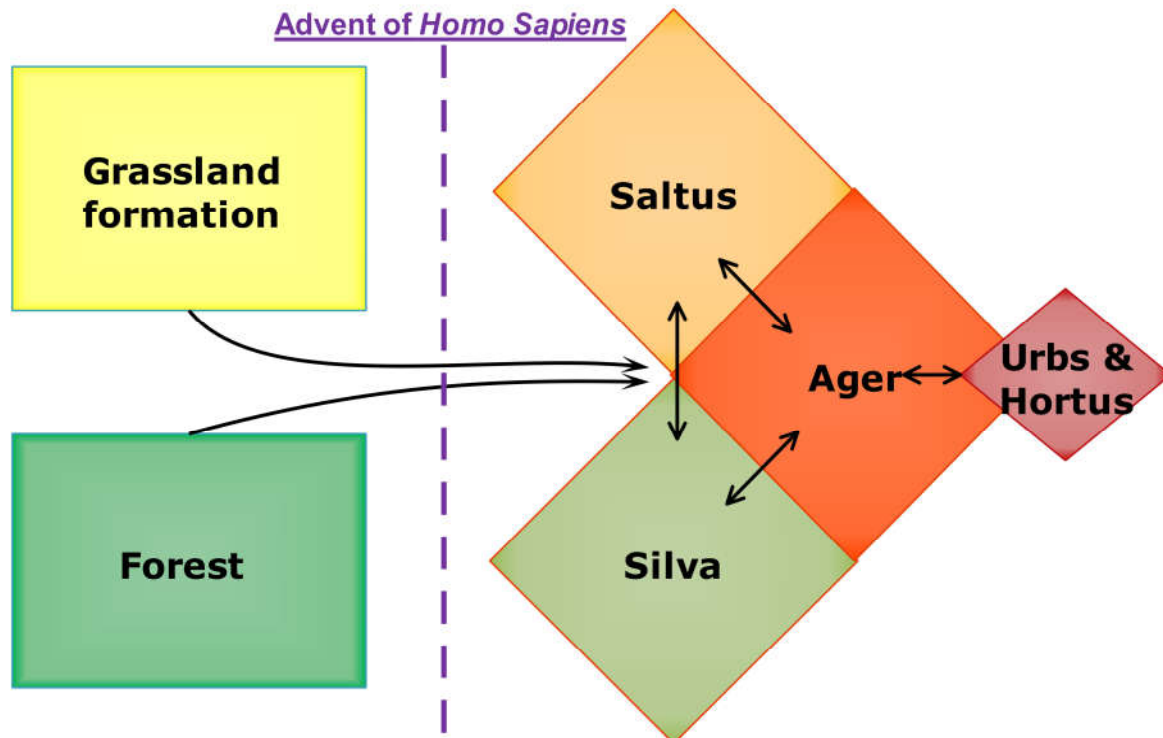 Advent of Homo Sapiens
Grassland
formation
Saltus
Ager
Urbs &
Hortus
Forest
Silva